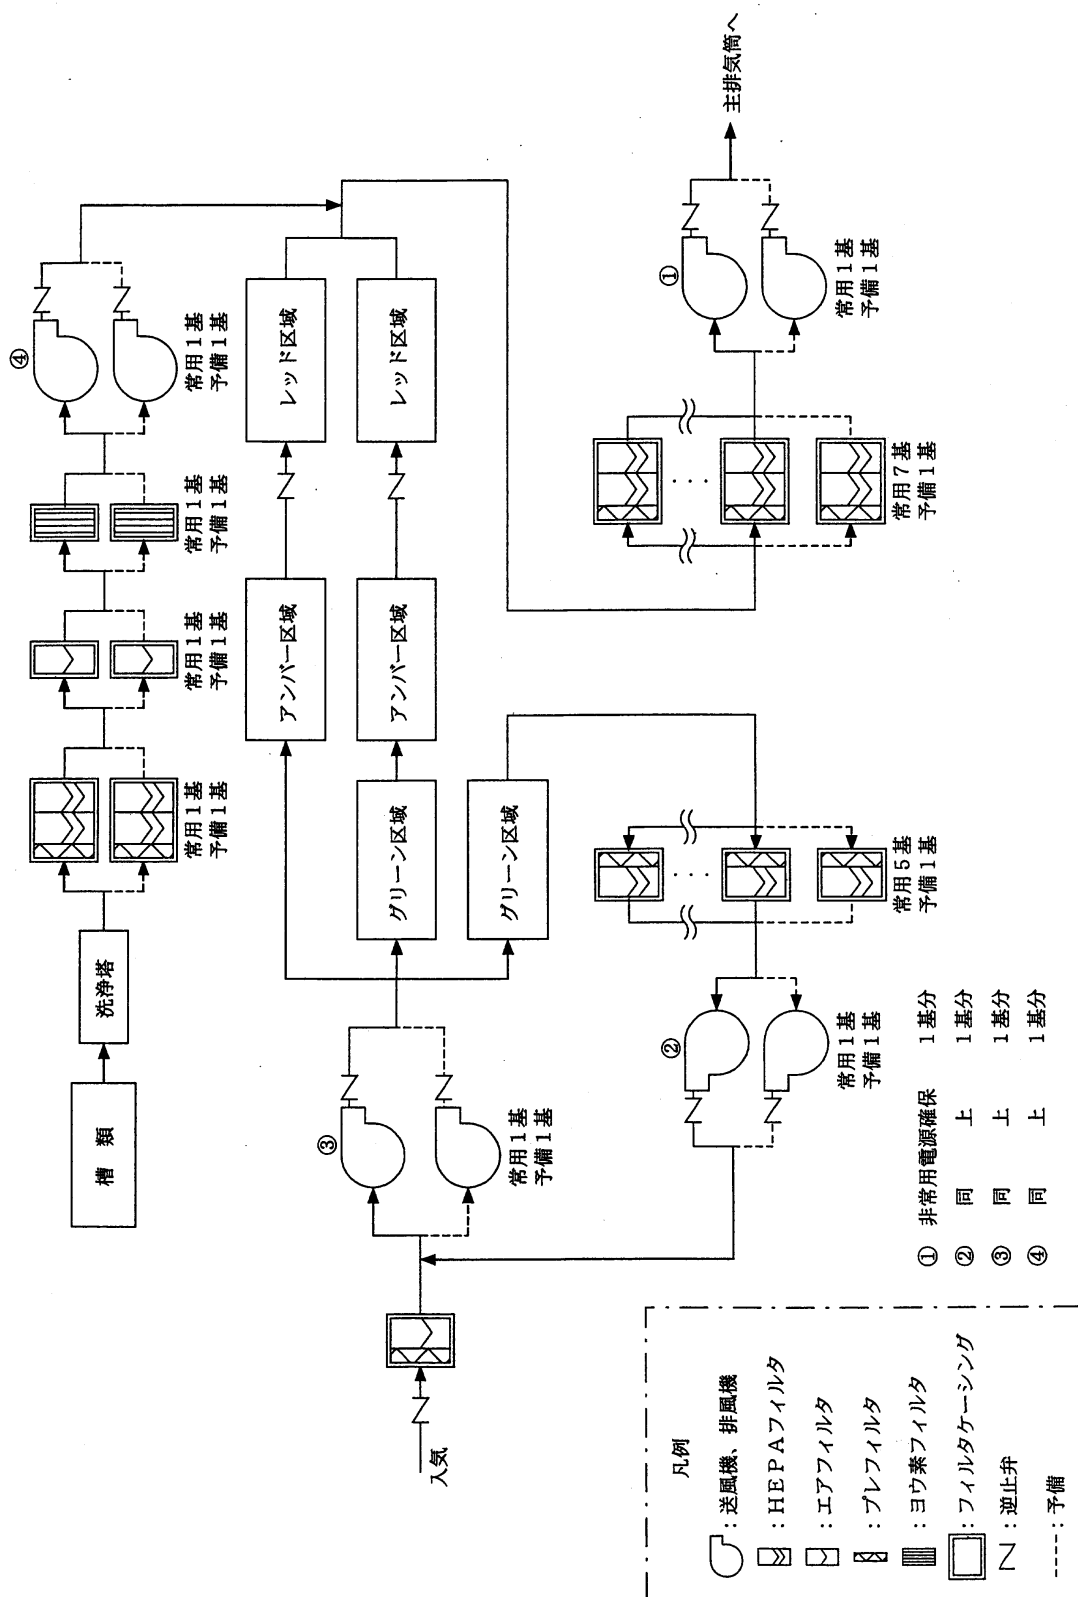 槽類
洗浄塔
常用1基
予備1基
常用1基
予備1基
常用1基
予備1基
④
常用1基
予備1基
アンバー区域
レッド区域
グリーン区域
アンバー区域
レッド区域
グリーン区域
入気
③
常用1基
予備1基
②
常用1基
予備1基
常用5基
予備1基
常用7基
予備1基
①
常用1基
予備1基
主排気筒へ
① 非常用電源確保 1基分
② 同上 1基分
③ 同上 1基分
④ 同上 1基分
凡例
:送風機、排風機
:HEPAフィルタ
:エアフィルタ
:プレフィルタ
:ヨウ素フィルタ
:フィルタケーシング
:逆止弁
:予備